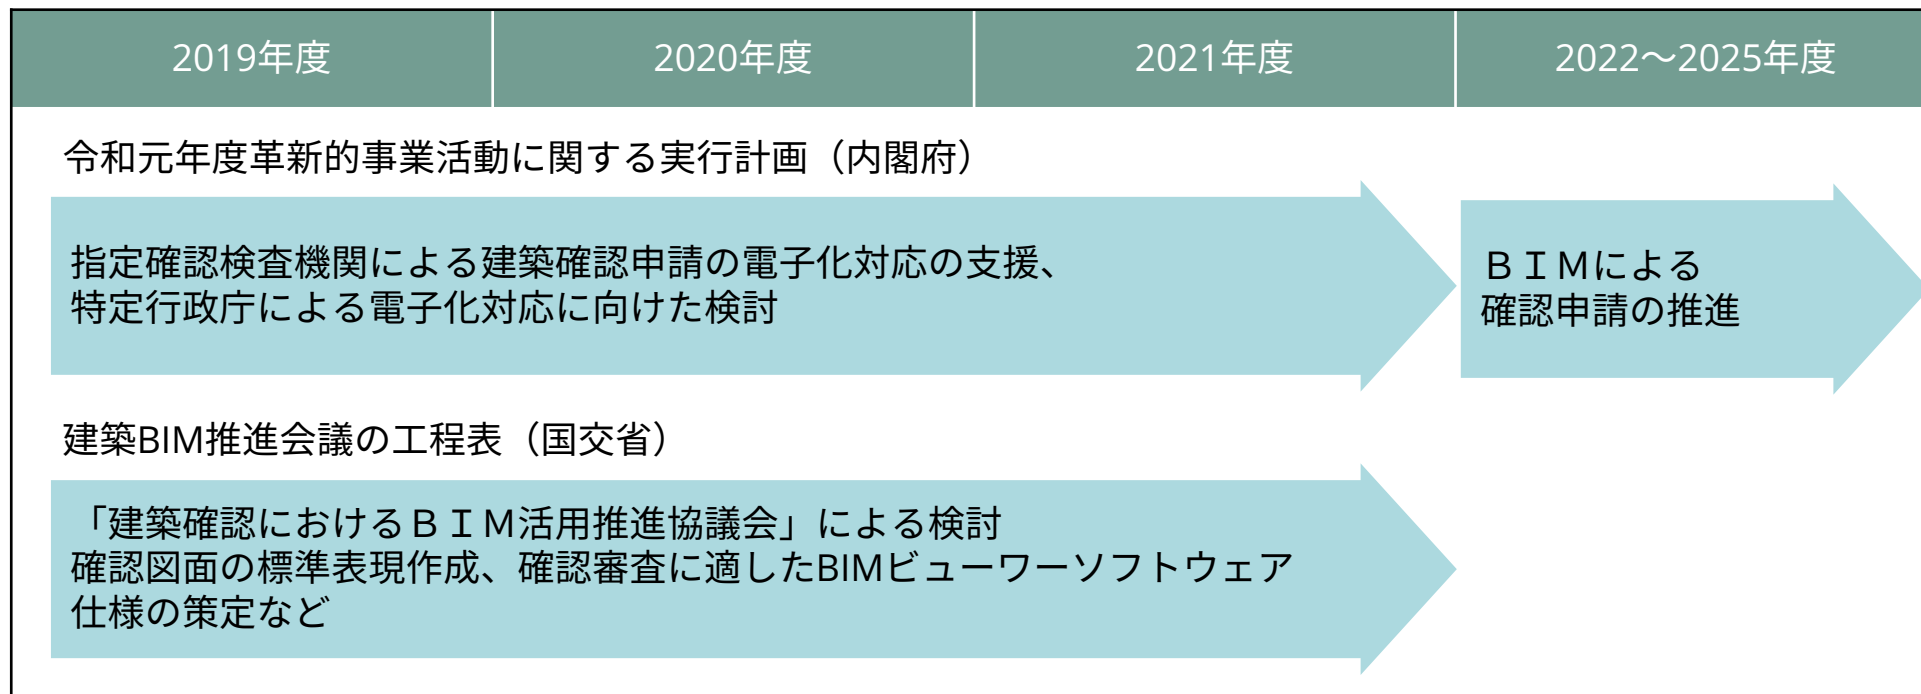 2019年度
2020年度
2021年度
2022～2025年度
令和元年度革新的事業活動に関する実行計画（内閣府）
指定確認検査機関による建築確認申請の電子化対応の支援、
特定行政庁による電子化対応に向けた検討
ＢＩＭによる
確認申請の推進
建築BIM推進会議の工程表（国交省）
「建築確認におけるＢＩＭ活用推進協議会」による検討
確認図面の標準表現作成、確認審査に適したBIMビューワーソフトウェア
仕様の策定など